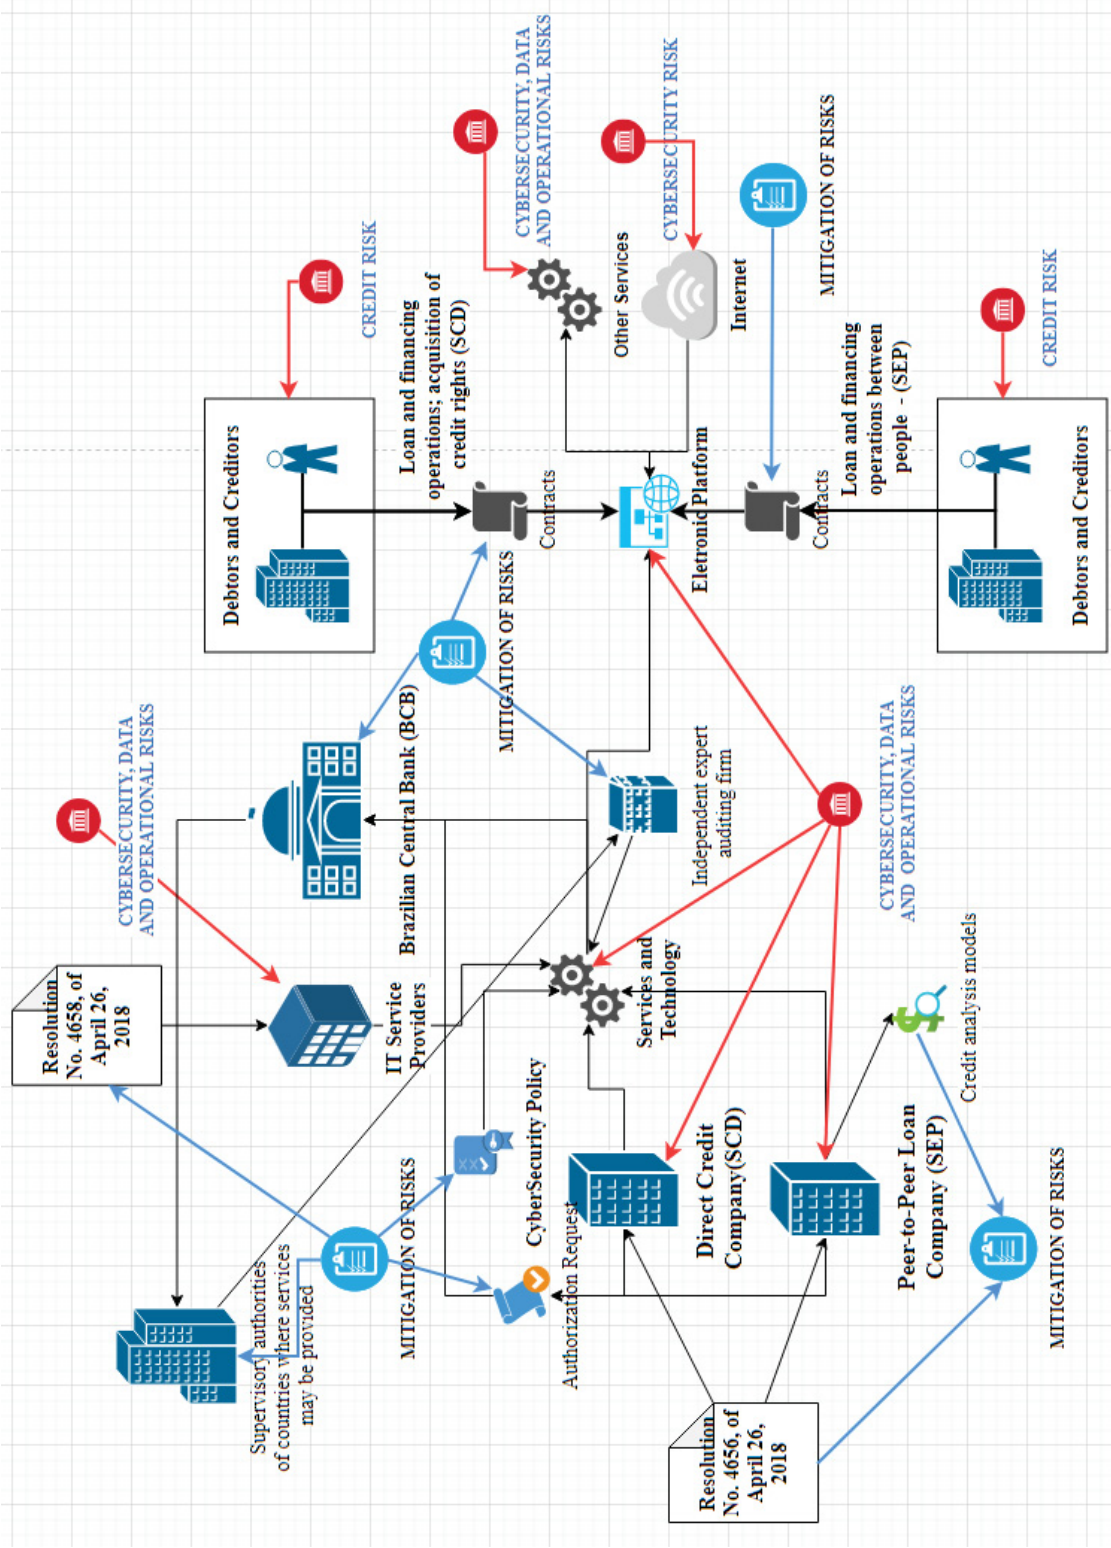 Resolution
No. 4658, of
April 26,
2018
CYBERSECURITY, DATA
AND OPERATIONAL RISKS
Debtors and Creditors
Supervisory authorities
of countries where services
may be provided
CREDIT RISK
MITIGATION OF RISKS
IT Service
Providers
Brazilian Central Bank (BCB)
Loan and financing
operations; acquisition of
credit rights (SCD)
MITIGATION OF RISKS
CYBERSECURITY, DATA
AND OPERATIONAL RISKS
CyberSecurity Policy
Contracts
Authorization Request
Other Services
Services and
Technology
CYBERSECURITY RISK
Independent expert
auditing firm
Eletronic Platform
Internet
Resolution
No. 4656, of
April 26,
2018
Direct Credit
Company(SCD)
Contracts
MITIGATION OF RISKS
Loan and financing
operations between
people - (SEP)
CYBERSECURITY, DATA
AND OPERATIONAL RISKS
Peer-to-Peer Loan
Company (SEP)
Credit analysis models
MITIGATION OF RISKS
CREDIT RISK
Debtors and Creditors